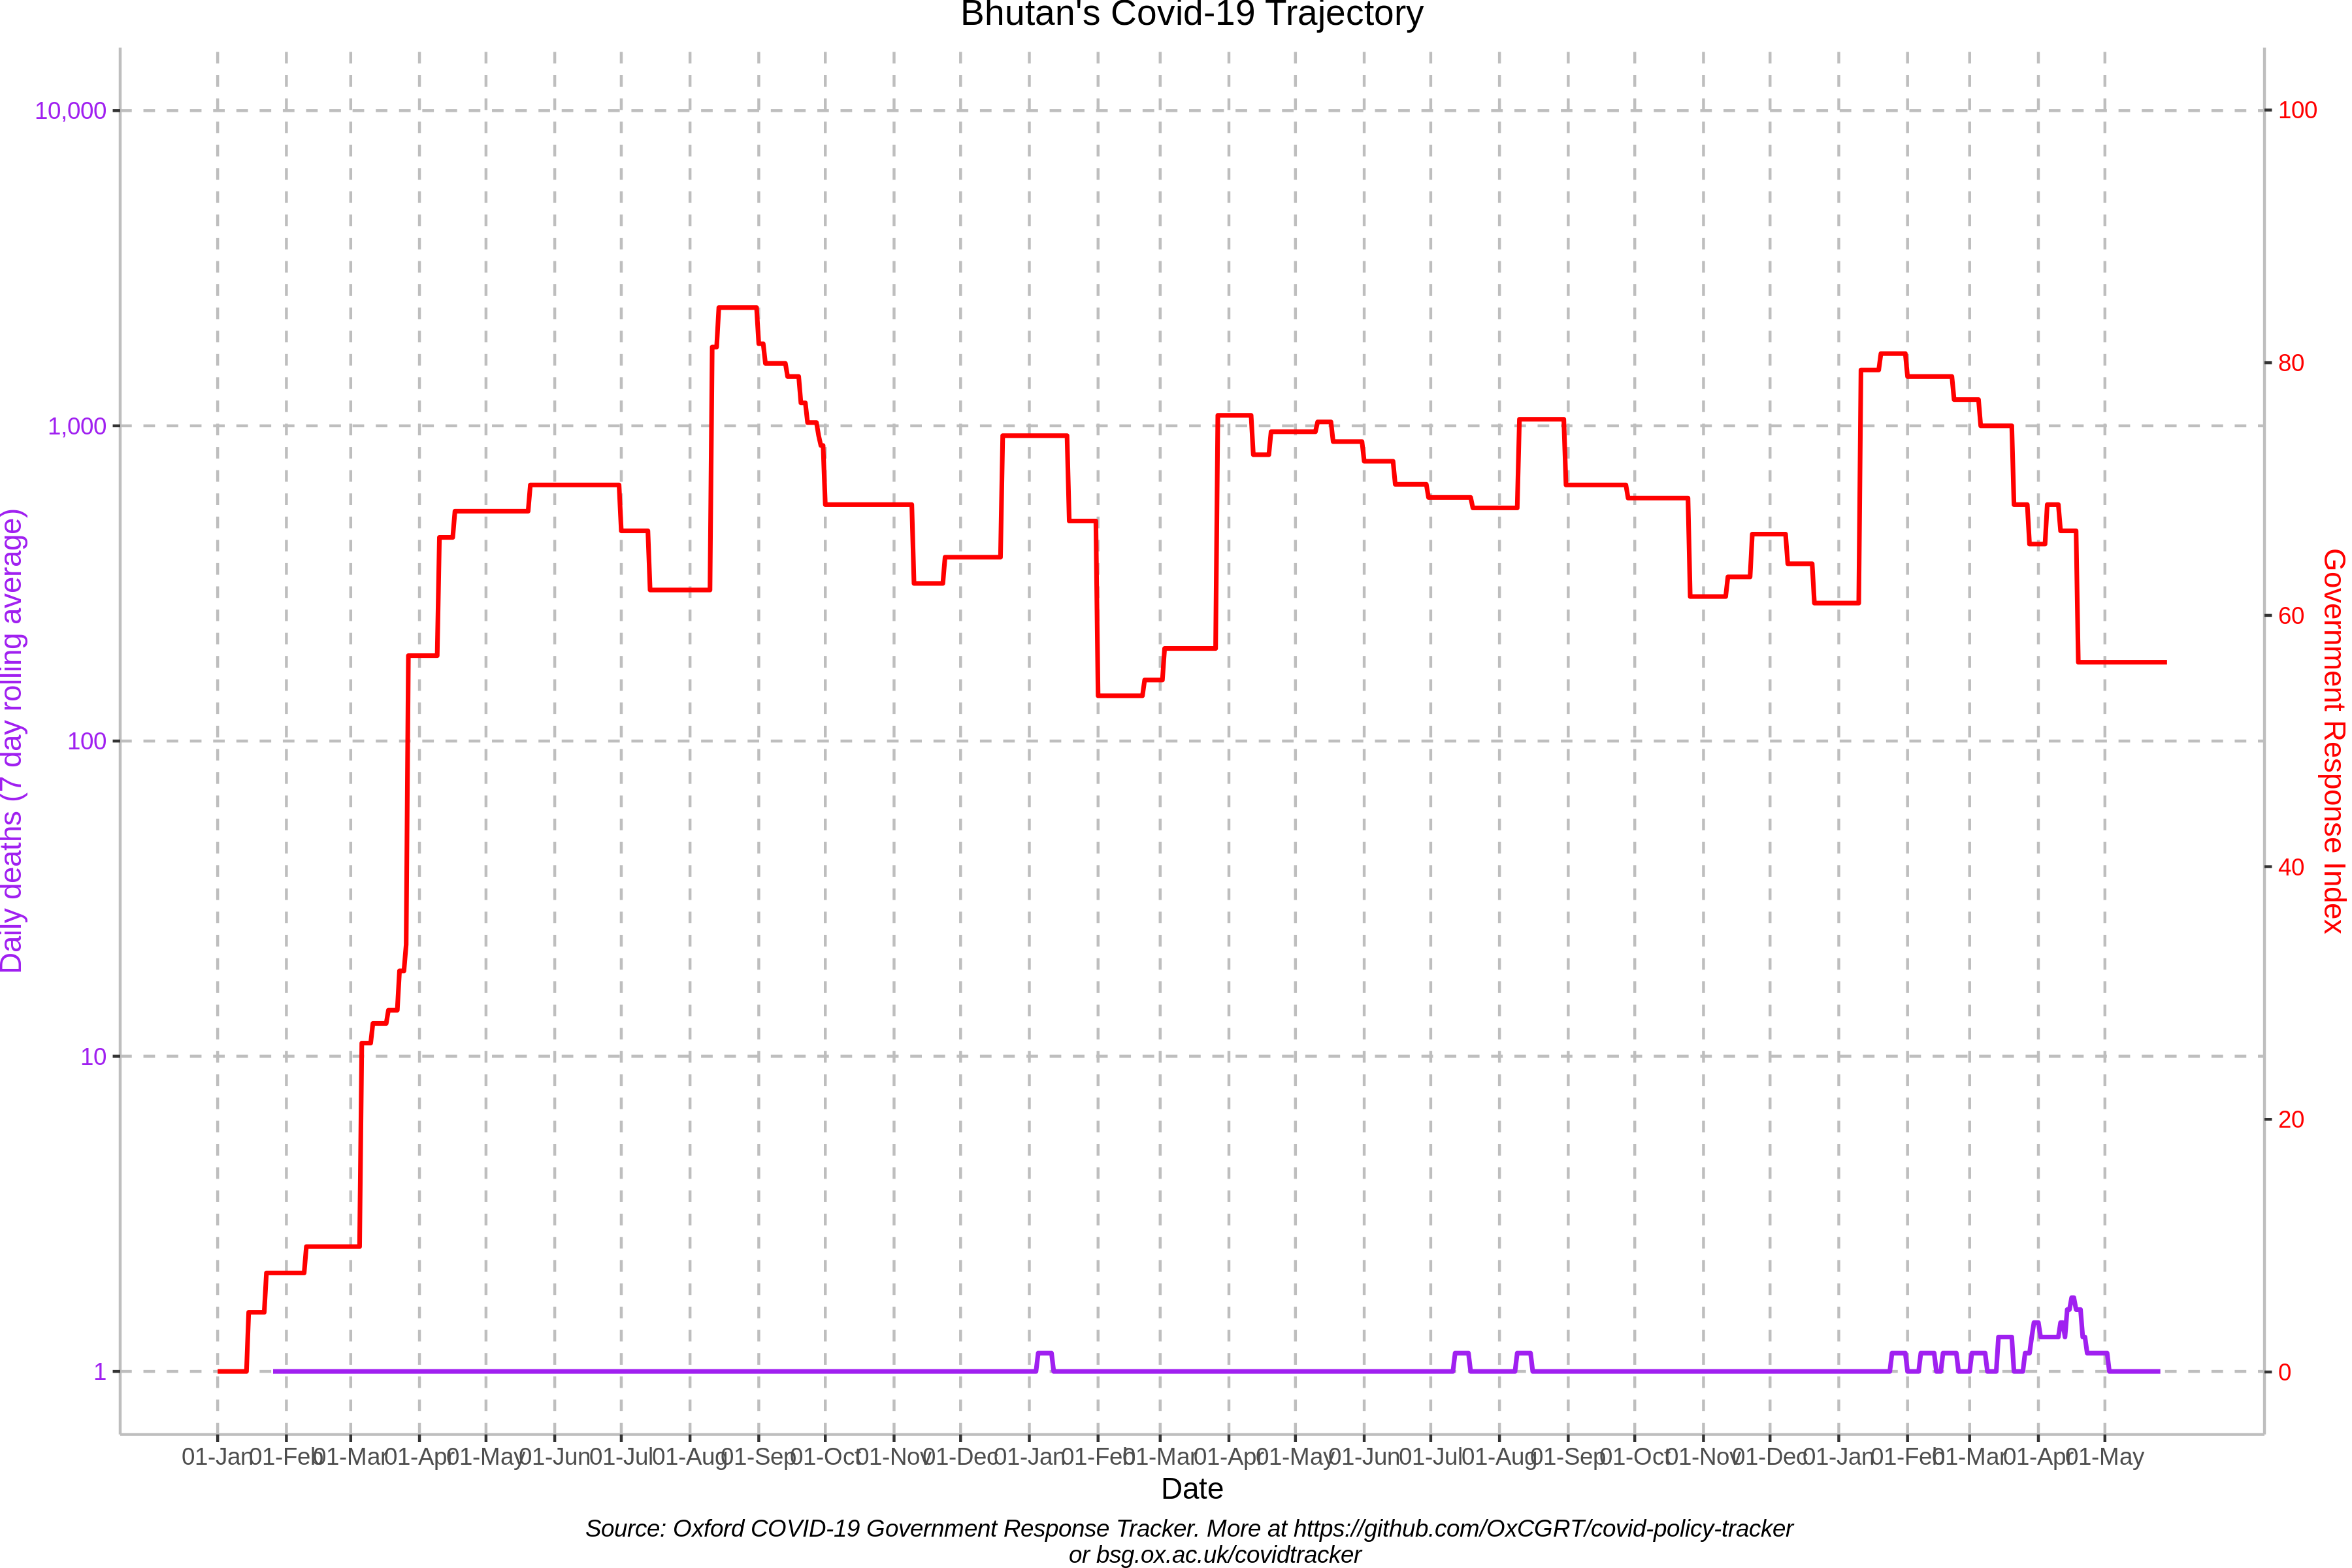 Bhutan's Covid-19 Trajectory
10,000
1,000
100
10
1
Daily deaths (7 day rolling average)
100
80
60
40
20
0
Government Response Index
01-Jan 01-Feb 01-Mar 01-Apr 01-May 01-Jun 01-Jul 01-Aug 01-Sep 01-Oct 01-Nov 01-Dec 01-Jan 01-Feb 01-Mar 01-Apr 01-May 01-Jun 01-Jul 01-Aug 01-Sep 01-Oct 01-Nov 01-Dec 01-Jan 01-Feb 01-Mar 01-Apr 01-May
Date
Source: Oxford COVID-19 Government Response Tracker. More at https://github.com/OxCGRT/covid-policy-tracker
or bsg.ox.ac.uk/covidtracker